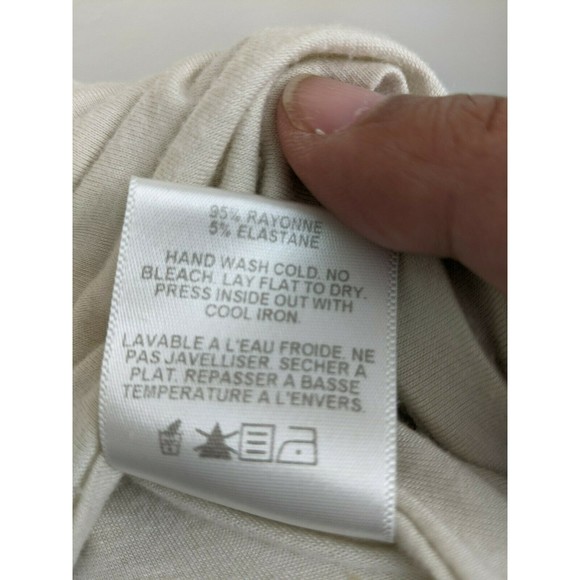 95% RAYONNE
5% ELASTANE
HAND WASH COLD. NO
BLEACH. LAY FLAT TO DRY.
PRESS INSIDE OUT WITH
COOL IRON.
LAVABLE A L'EAU FROIDE. NE
PAS JAVELLISER. SECHER A
PLAT. REPASSER A BASSE
TEMPERATURE A L'ENVERS.